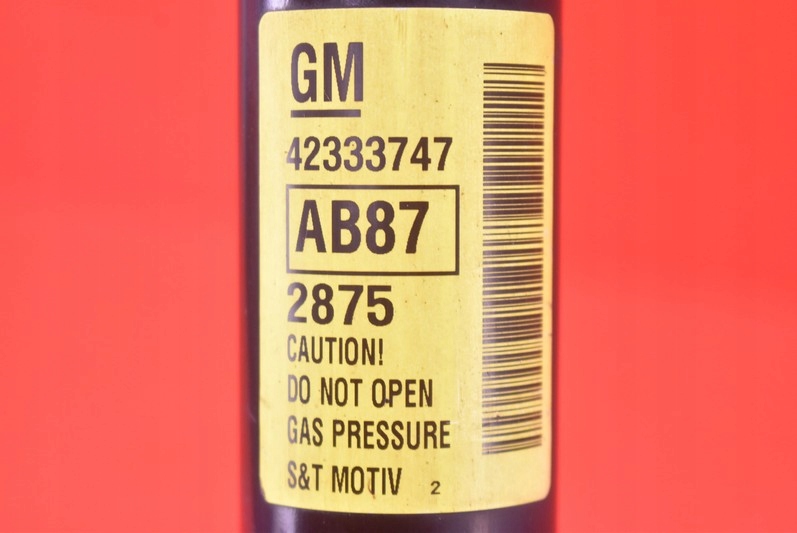 GM
42333747
AB87
2875
CAUTION!
DO NOT OPEN
GAS PRESSURE
S&T MOTIV 2